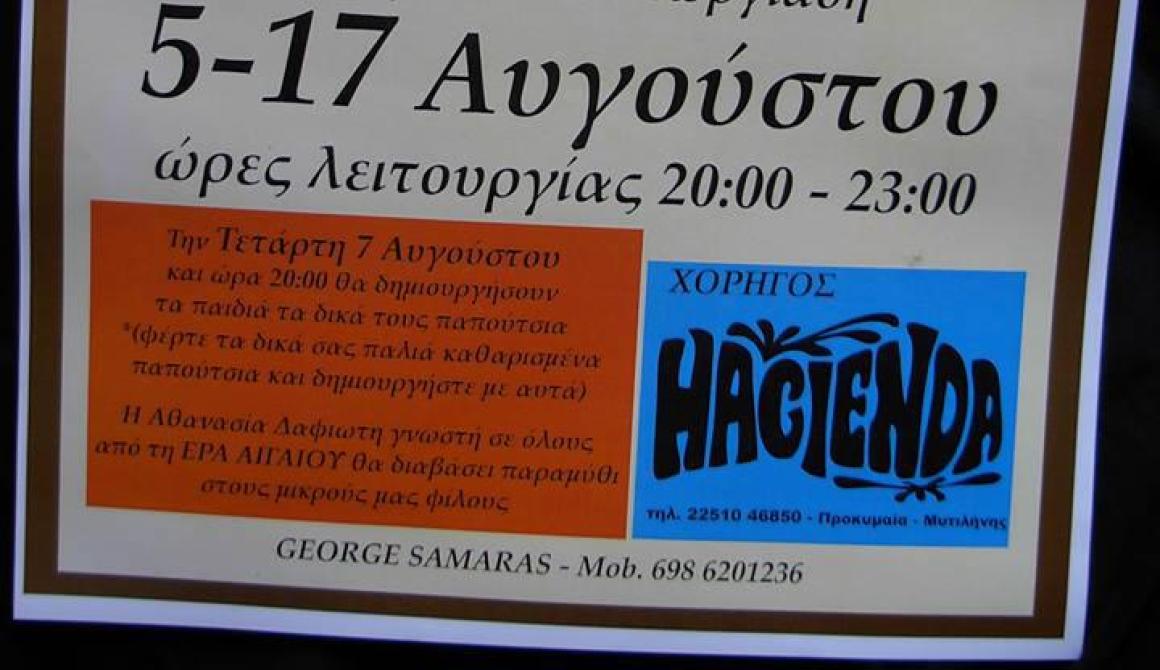 5-17 Αυγούστου
ώρες λειτουργίας 20:00 - 23:00
Την Τετάρτη 7 Αυγούστου
και ώρα 20:00 θα δημιουργήσουν
τα παιδιά τα δικά τους παπούτσια
*(φέρτε τα δικά σας παλιά καθαρισμένα
παπούτσια και δημιουργήστε με αυτά)
Η Αθανασία Δαφιωτη γνωστή σε όλους
από τη ΕΡΑ ΑΙΓΑΙΟΥ θα διαβάσει παραμύθι
στους μικρούς μας φιλους
ΧΟΡΗΓΟΣ
HACIENDA
τηλ. 22510 46850 - Προκυμαία - Μυτιλήνης
GEORGE SAMARAS - Mob. 698 6201236